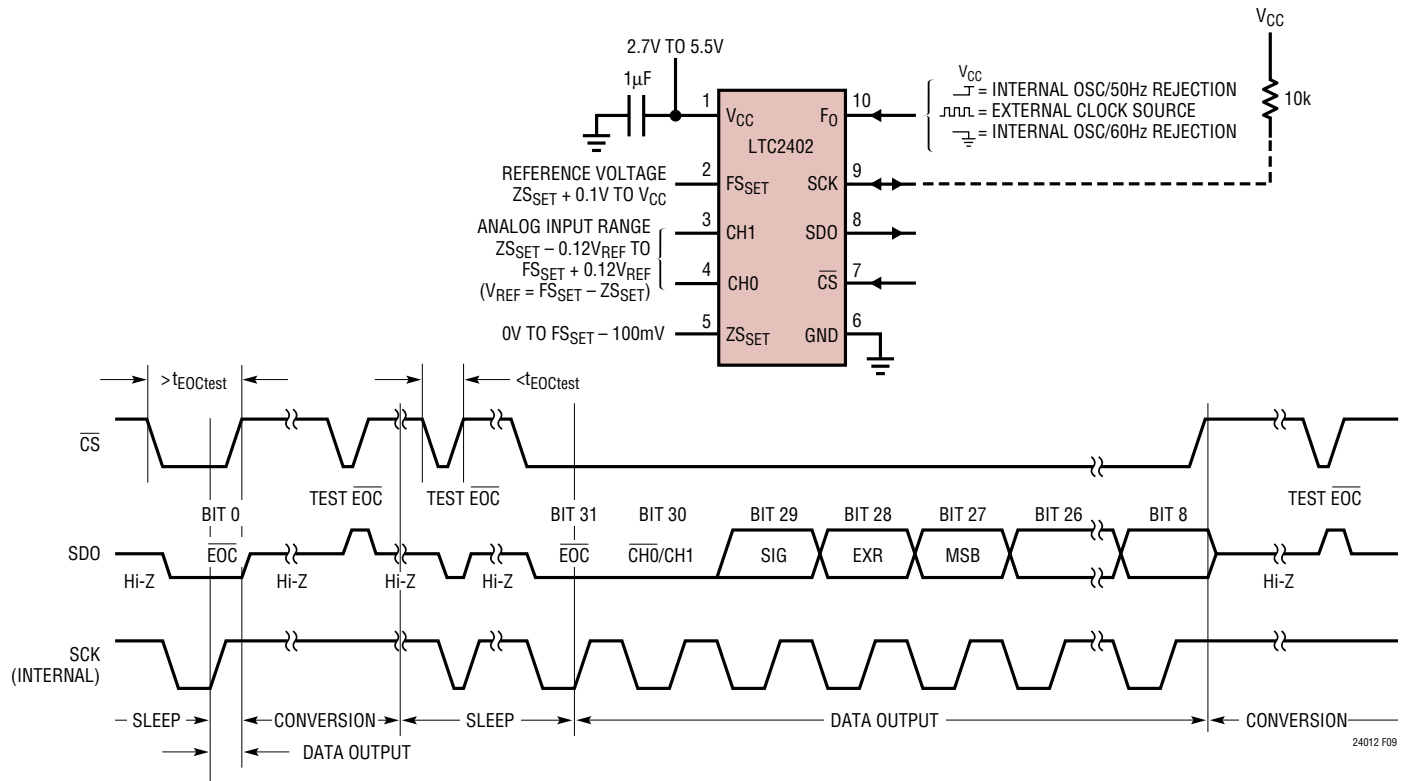 VCC
2.7V TO 5.5V
1µF
10k
1
VCC
10
FO
VCC
= INTERNAL OSC/50Hz REJECTION
= EXTERNAL CLOCK SOURCE
= INTERNAL OSC/60Hz REJECTION
LTC2402
REFERENCE VOLTAGE
ZSSET + 0.1V TO VCC
2
FSSET
9
SCK
ANALOG INPUT RANGE
ZSSET – 0.12VREF TO
FSSET + 0.12VREF
(VREF = FSSET – ZSSET)
3
CH1
8
SDO
4
CH0
7
CS
0V TO FSSET – 100mV
5
ZSSET
6
GND
>tEOCtest
<tEOCtest
CS
TEST EOC
TEST EOC
TEST EOC
BIT 0
BIT 31
BIT 30
BIT 29
BIT 28
BIT 27
BIT 26
BIT 8
SDO
EOC
EOC
CH0/CH1
SIG
EXR
MSB
Hi-Z
Hi-Z
Hi-Z
Hi-Z
Hi-Z
SCK
(INTERNAL)
SLEEP
CONVERSION
SLEEP
DATA OUTPUT
CONVERSION
DATA OUTPUT
24012 F09